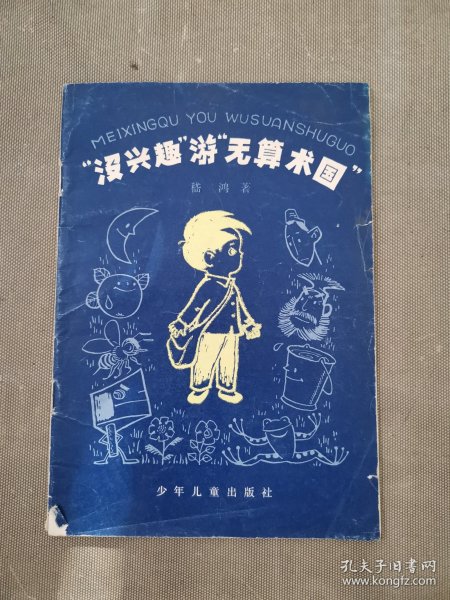 MEIXINGQU YOU WUSUANSHUGUO
“没兴趣”游“无算术国”
嵇 鸿 著
少年儿童出版社
孔夫子旧书网
www.kongfz.com